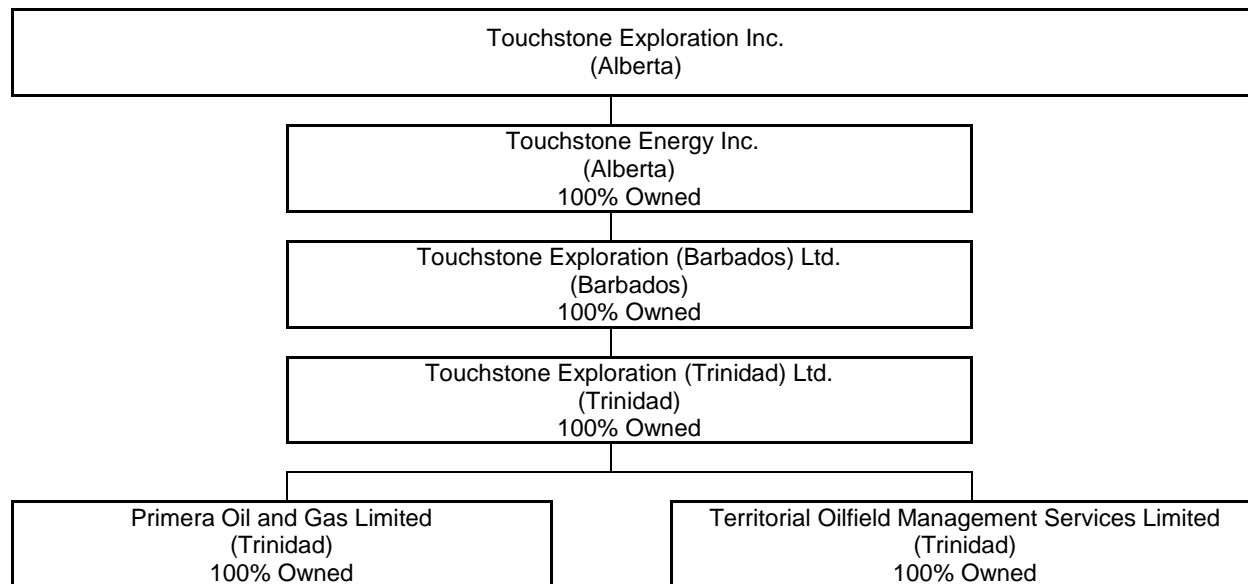 Touchstone Exploration Inc.
(Alberta)
Touchstone Energy Inc.
(Alberta)
100% Owned
Touchstone Exploration (Barbados) Ltd.
(Barbados)
100% Owned
Touchstone Exploration (Trinidad) Ltd.
(Trinidad)
100% Owned
Primera Oil and Gas Limited
(Trinidad)
100% Owned
Territorial Oilfield Management Services Limited
(Trinidad)
100% Owned